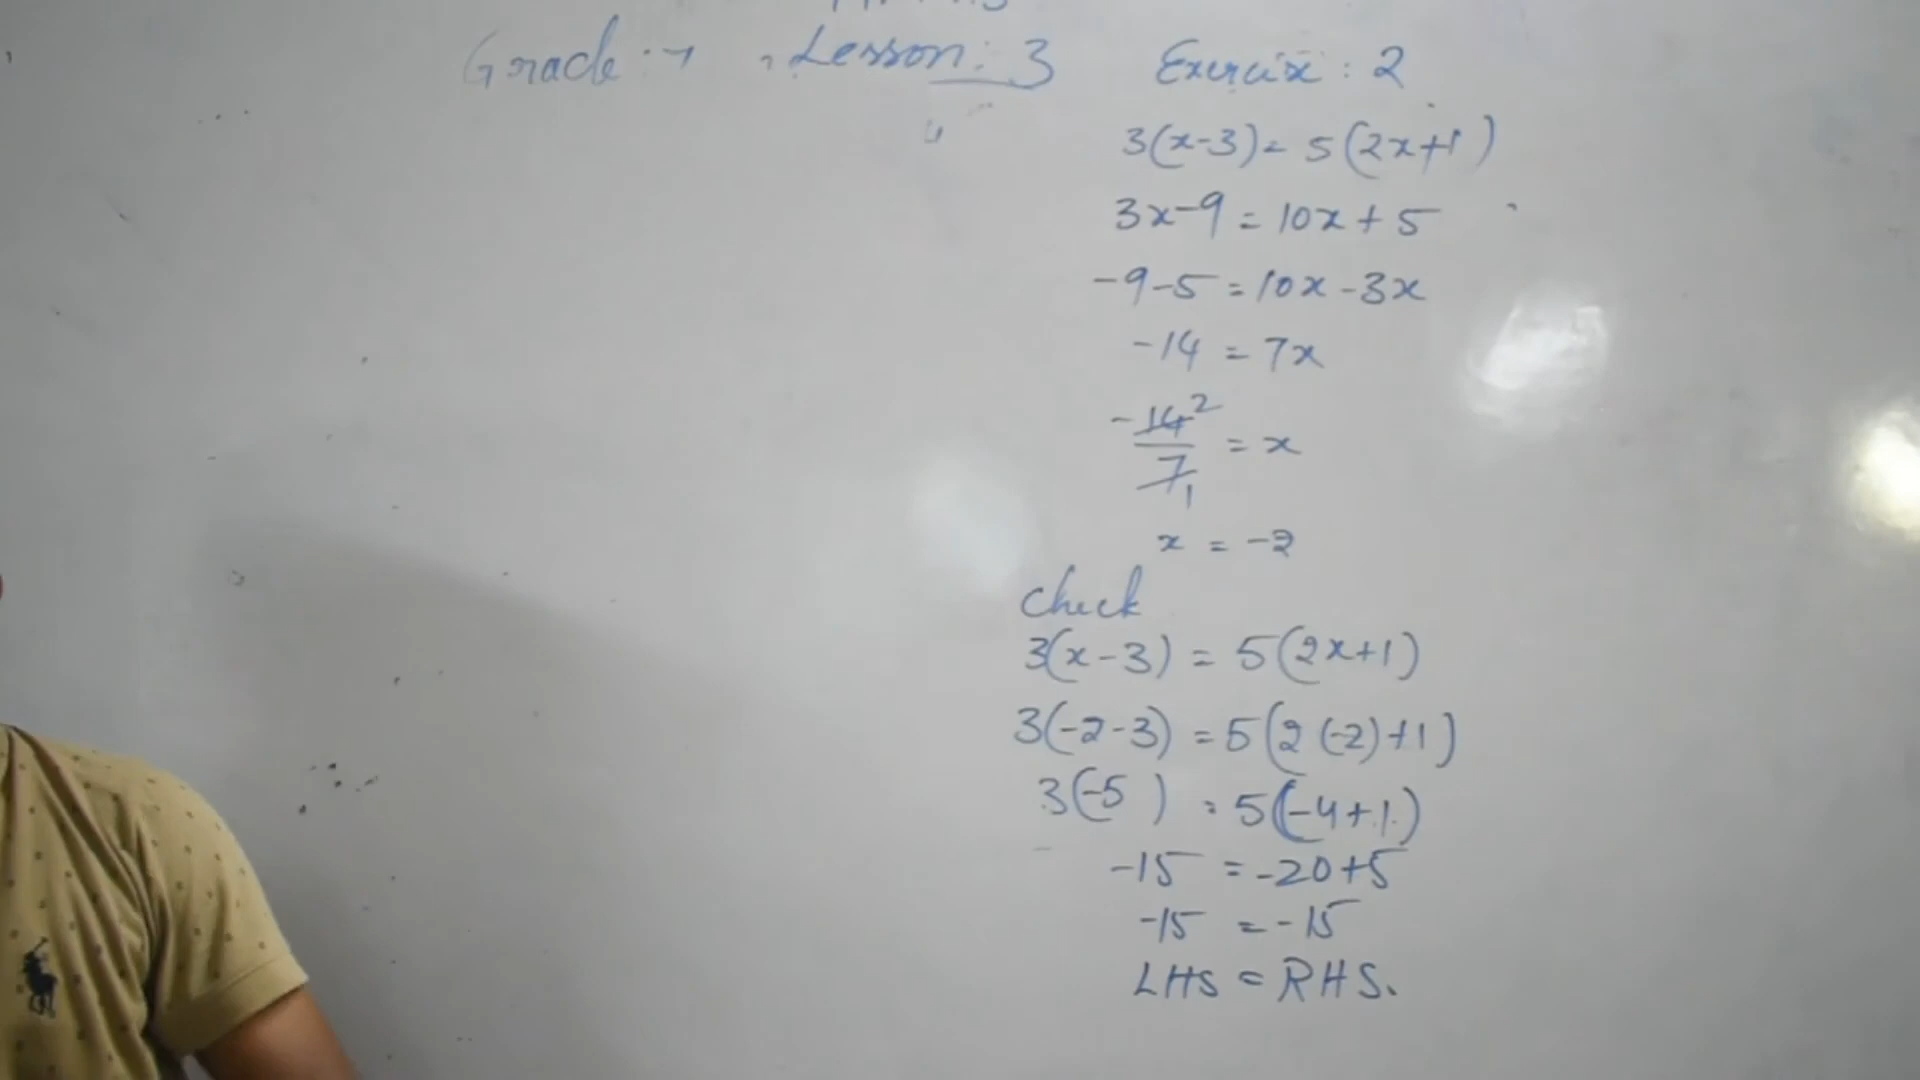 Grade: 7, Lesson: 3 Exercise: 2
3(x-3) = 5(2x+1)
3x-9 = 10x+5
-9-5 = 10x-3x
-14 = 7x
-14² / 7₁ = x
x = -2
Check
3(x-3) = 5(2x+1)
3(-2-3) = 5(2(-2)+1)
3(-5) = 5(-4+1)
-15 = -20+5
-15 = -15
LHS = RHS.